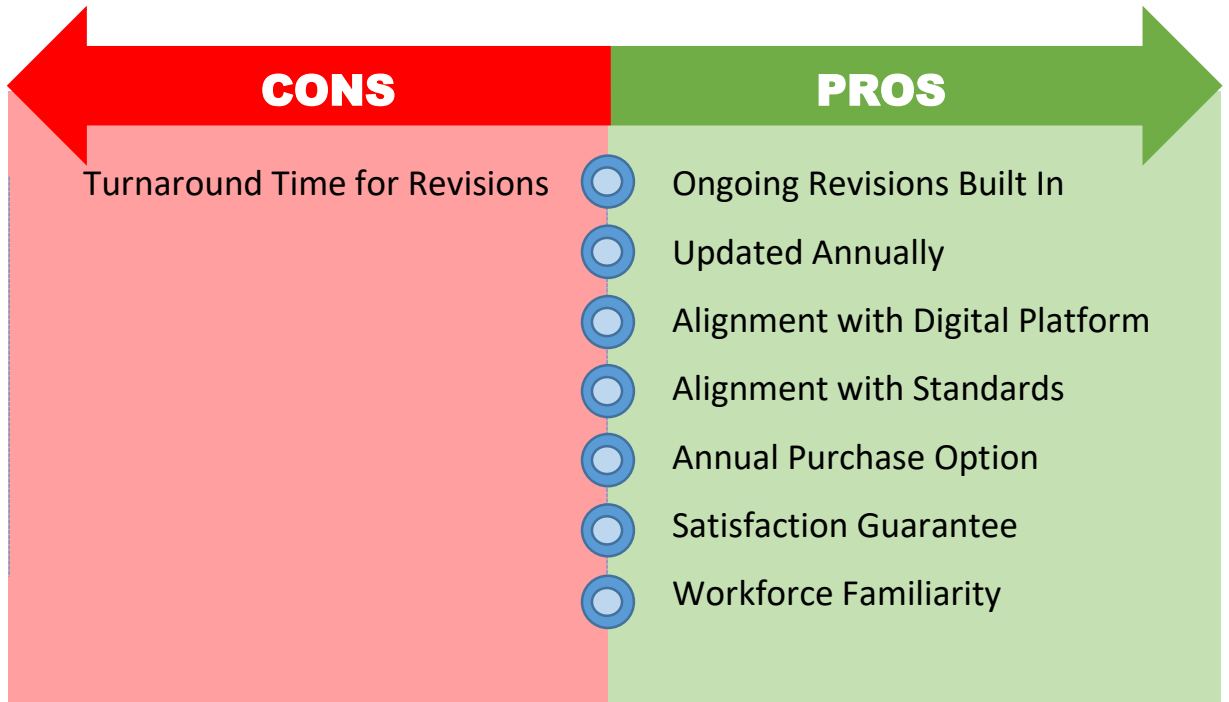 CONS
PROS
Turnaround Time for Revisions
Ongoing Revisions Built In
Updated Annually
Alignment with Digital Platform
Alignment with Standards
Annual Purchase Option
Satisfaction Guarantee
Workforce Familiarity